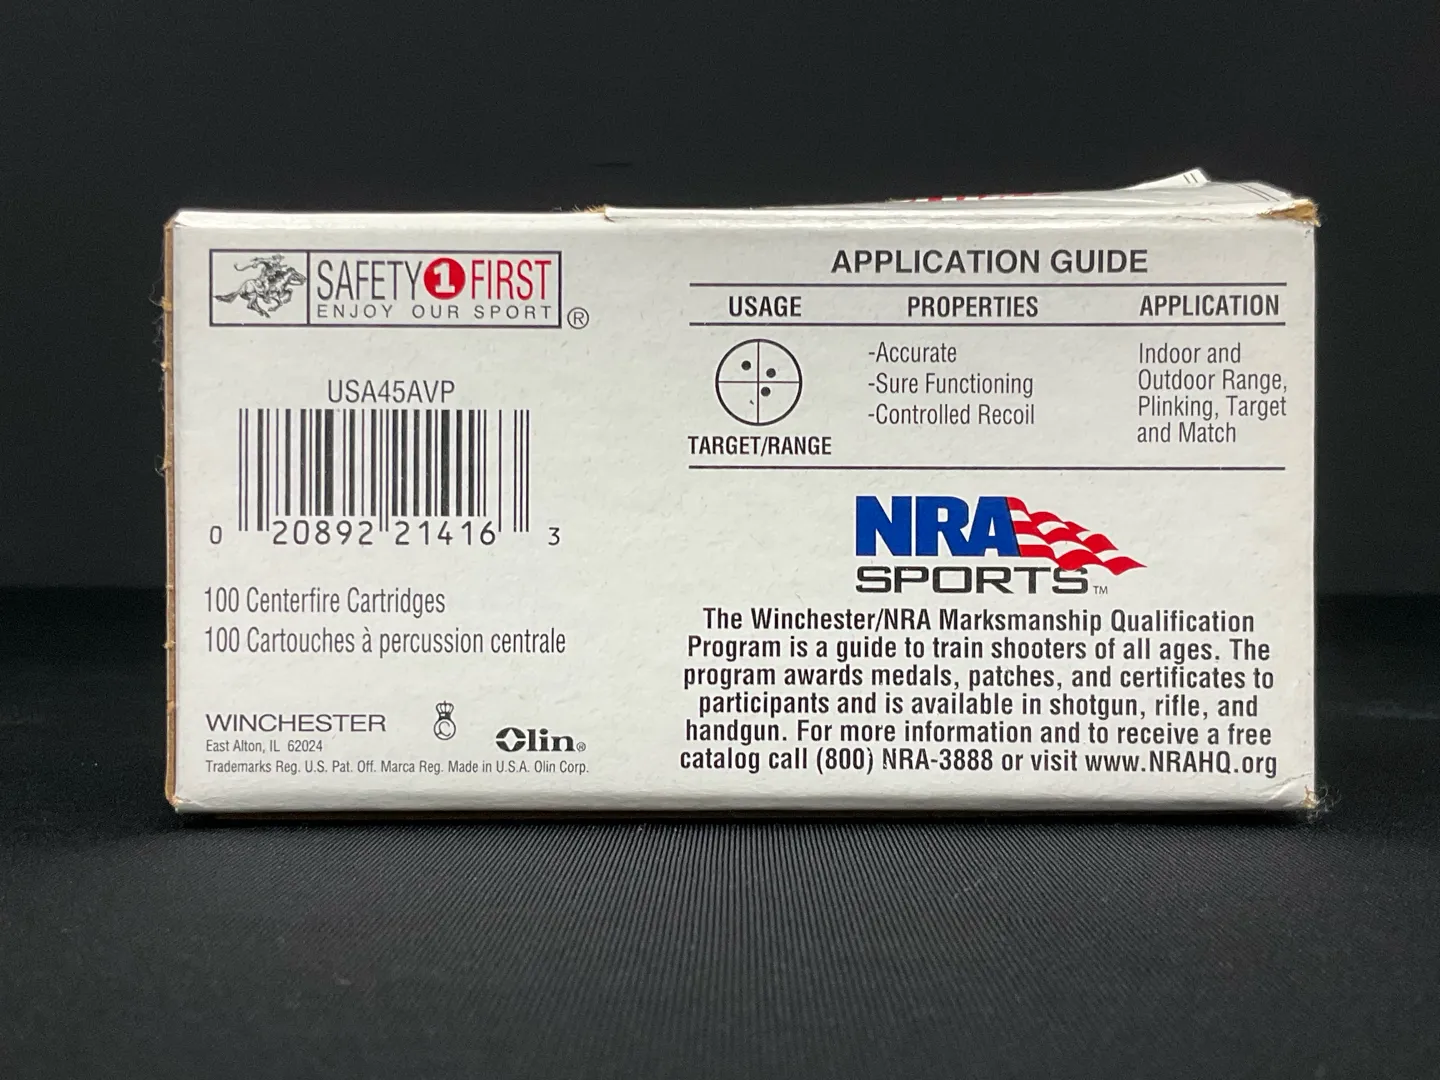 SAFETY 1 FIRST
ENJOY OUR SPORT ®
USA45AVP
0 20892 21416 3
100 Centerfire Cartridges
100 Cartouches à percussion centrale
WINCHESTER
East Alton, IL 62024
Olin®
Trademarks Reg. U.S. Pat. Off. Marca Reg. Made in U.S.A. Olin Corp.
APPLICATION GUIDE
USAGE PROPERTIES APPLICATION
TARGET/RANGE
-Accurate
-Sure Functioning
-Controlled Recoil
Indoor and
Outdoor Range,
Plinking, Target
and Match
NRA
SPORTS™
The Winchester/NRA Marksmanship Qualification
Program is a guide to train shooters of all ages. The
program awards medals, patches, and certificates to
participants and is available in shotgun, rifle, and
handgun. For more information and to receive a free
catalog call (800) NRA-3888 or visit www.NRAHQ.org